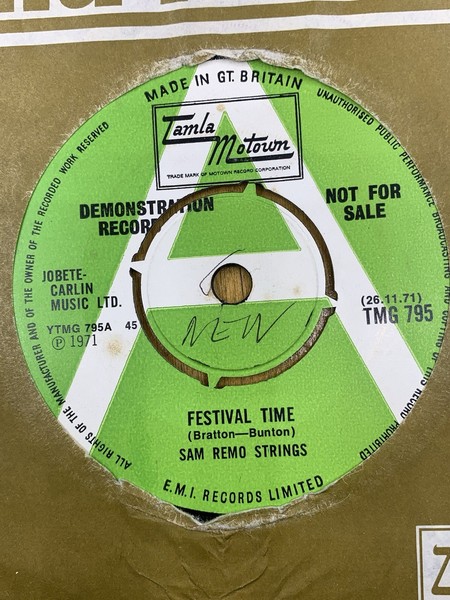 MADE IN GT. BRITAIN
UNAUTHORISED PUBLIC PERFORMANCE BROADCASTING AND COPYING OF THIS RECORD PROHIBITED
ALL RIGHTS OF THE MANUFACTURER AND OF THE OWNER OF THE RECORDED WORK RESERVED
Tamla Motown
TRADE MARK OF MOTOWN RECORD CORPORATION
DEMONSTRATION
RECORD
NOT FOR
SALE
JOBETE-
CARLIN
MUSIC LTD.
YTMG 795A 45
Ⓟ 1971
(26.11.71)
TMG 795
NEW
FESTIVAL TIME
(Bratton—Bunton)
SAM REMO STRINGS
E.M.I. RECORDS LIMITED